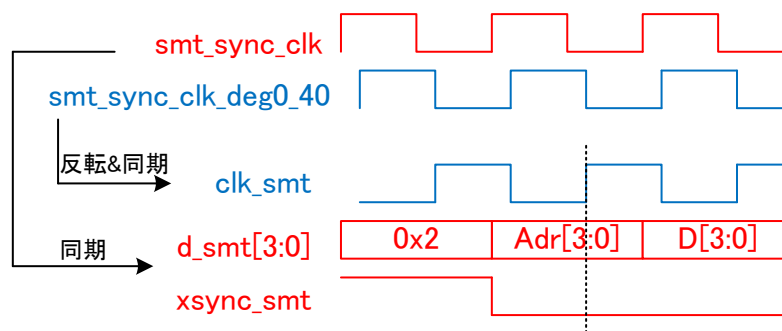 smt_sync_clk
smt_sync_clk_deg0_40
反転&同期
clk_smt
d_smt[3:0]
0x2
Adr[3:0]
D[3:0]
同期
xsync_smt